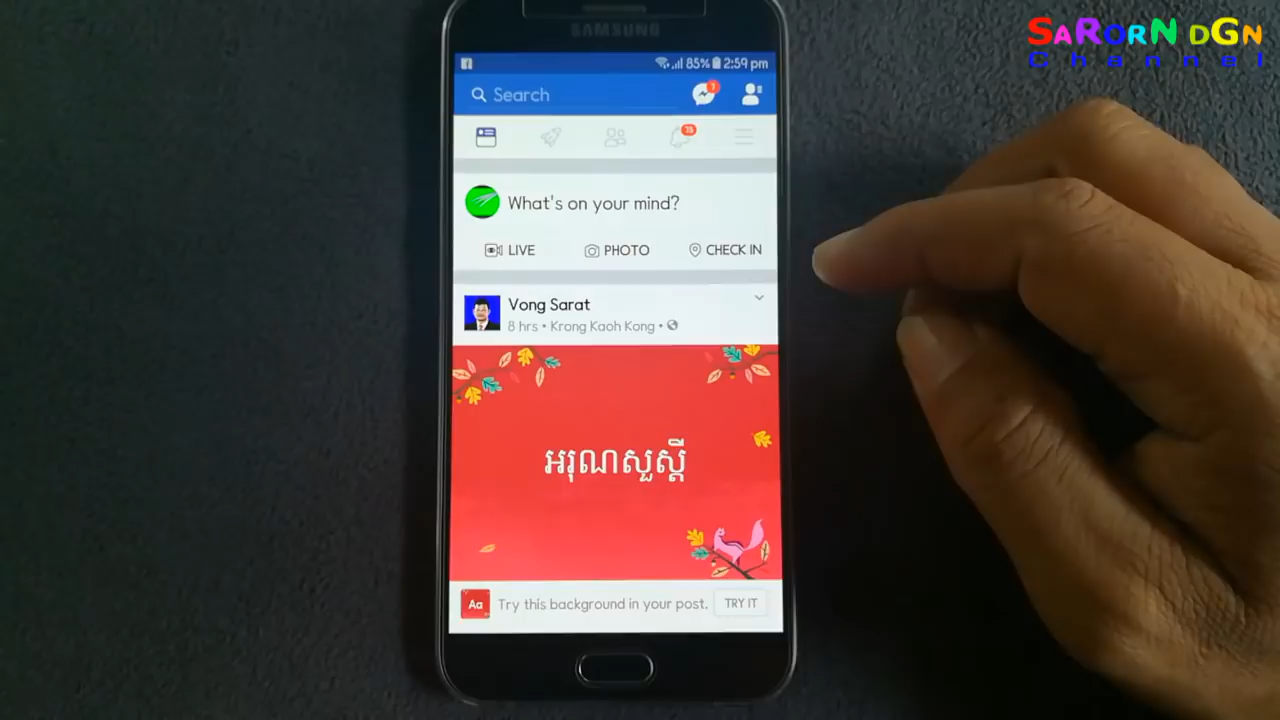 SaRorN dGn
Channel
SAMSUNG
85% 2:59 pm
Search
What's on your mind?
LIVE PHOTO CHECK IN
Vong Sarat
8 hrs • Krong Kaoh Kong •
អរុណសួស្ដី
Aa Try this background in your post. TRY IT